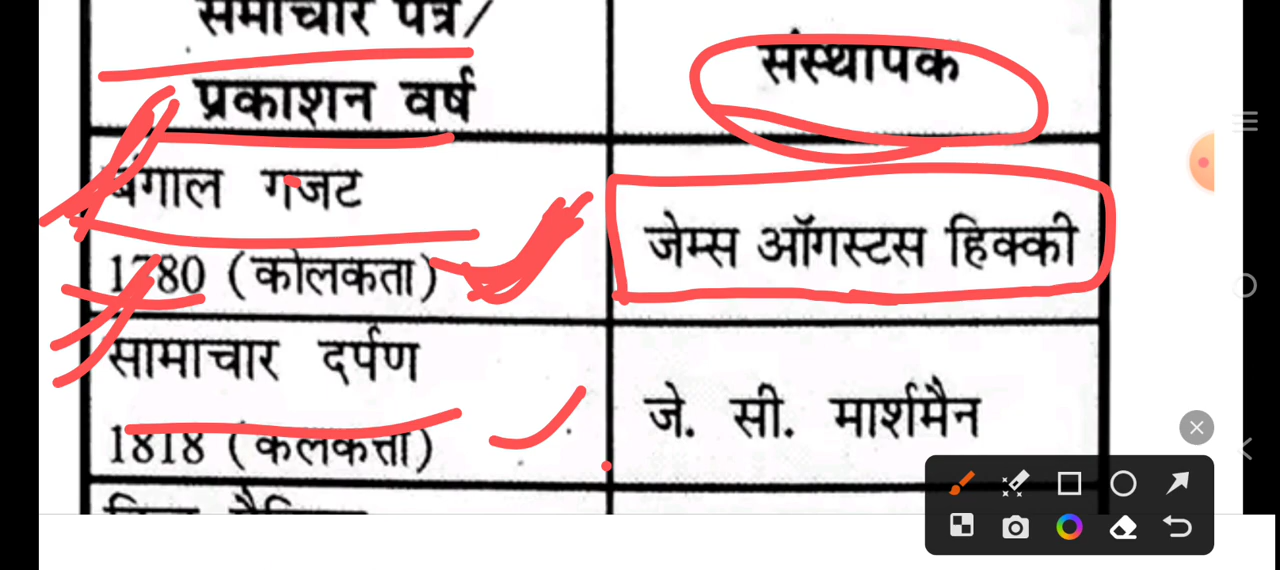 समाचार पत्र/
प्रकाशन वर्ष
संस्थापक
बंगाल गजट
1780 (कोलकता)
जेम्स ऑगस्टस हिक्की
सामाचार दर्पण
1818 (कलकत्ता)
जे. सी. मार्शमैन